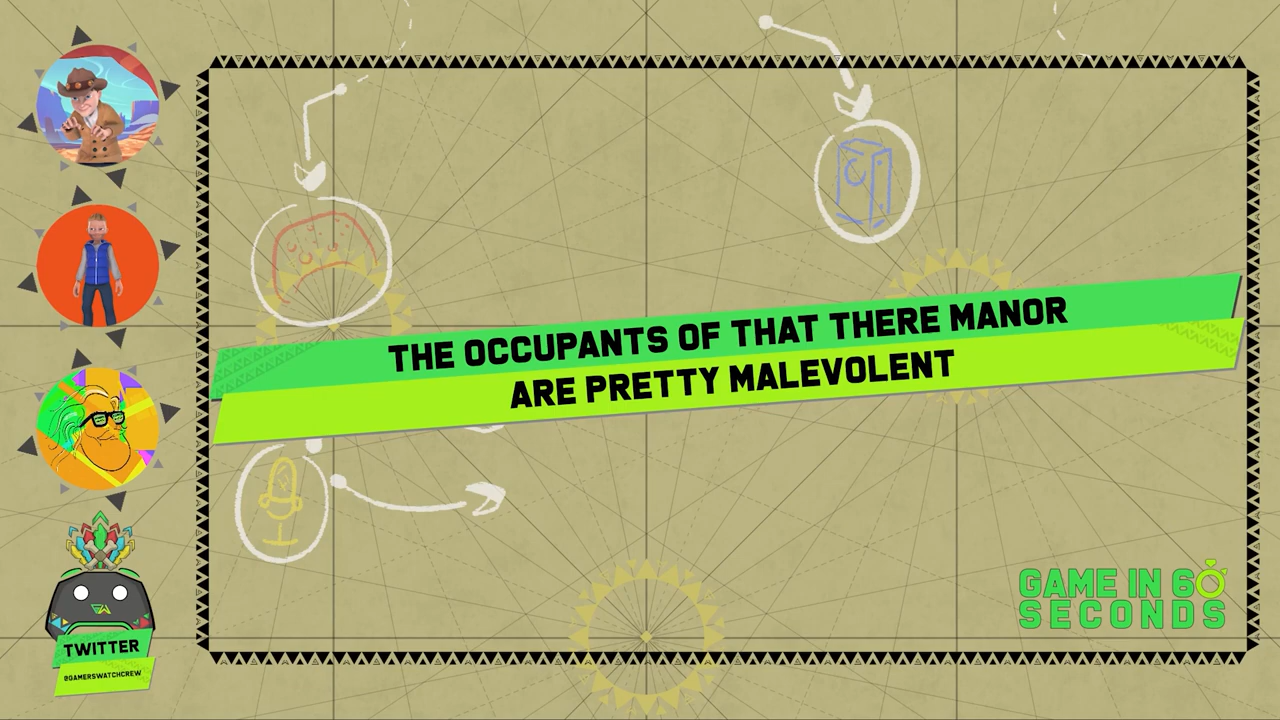 THE OCCUPANTS OF THAT THERE MANOR
ARE PRETTY MALEVOLENT
GAME IN 60
SECONDS
TWITTER
@GAMERSWATCHCREW